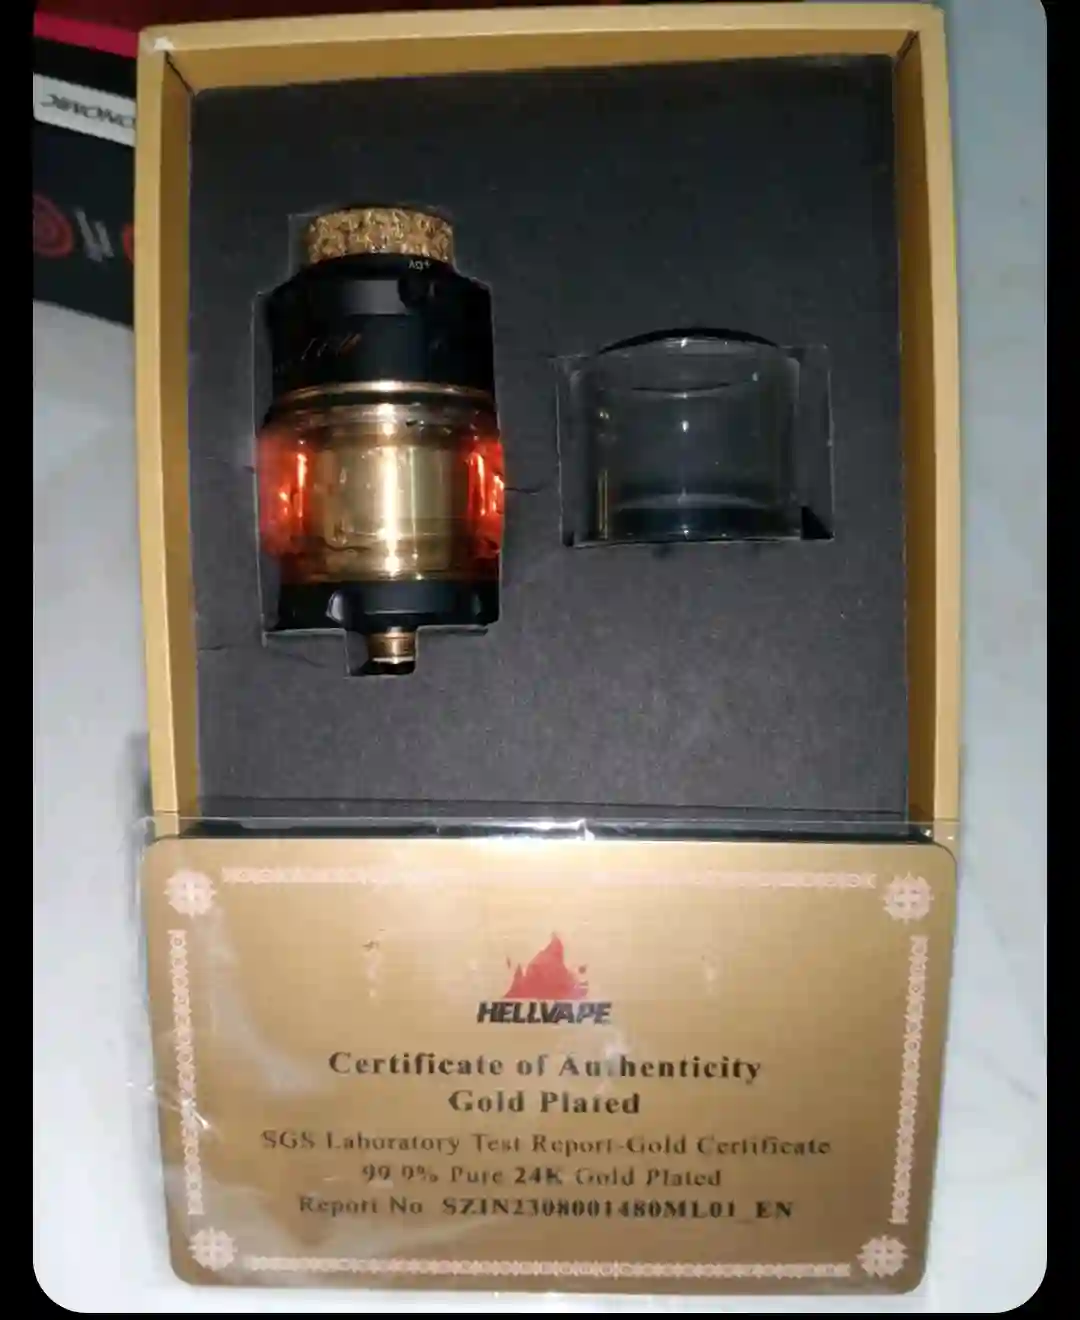 HELLVAPE
Certificate of Authenticity
Gold Plated
SGS Laboratory Test Report-Gold Certificate
99.9% Pure 24K Gold Plated
Report No SZIN2308001480ML01_EN